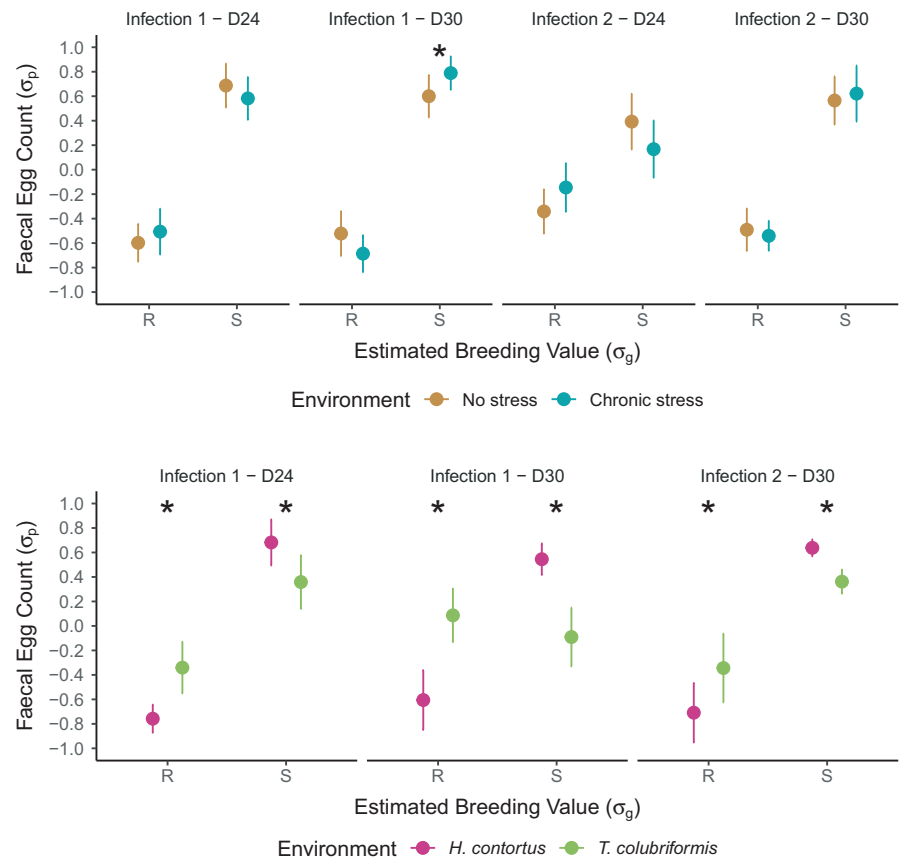 Infection 1 − D24 Infection 1 − D30 Infection 2 − D24 Infection 2 − D30
*
1.0
0.8
0.6
0.4
0.2
0.0
−0.2
−0.4
−0.6
−0.8
−1.0
Faecal Egg Count (σp)
R S R S R S R S
Estimated Breeding Value (σg)
Environment No stress Chronic stress
Infection 1 − D24 Infection 1 − D30 Infection 2 − D30
* * * * * *
1.0
0.8
0.6
0.4
0.2
0.0
−0.2
−0.4
−0.6
−0.8
−1.0
Faecal Egg Count (σp)
R S R S R S
Estimated Breeding Value (σg)
Environment H. contortus T. colubriformis